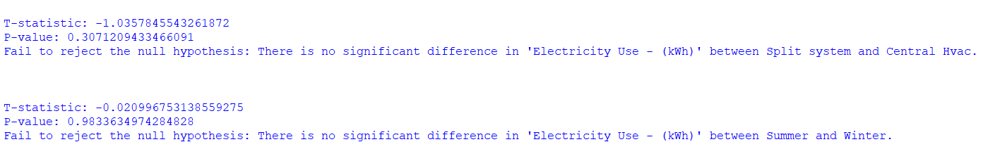 T-statistic: -1.0357845543261872
P-value: 0.3071209433466091
Fail to reject the null hypothesis: There is no significant difference in 'Electricity Use - (kWh)' between Split system and Central Hvac.
T-statistic: -0.020996753138559275
P-value: 0.9833634974284828
Fail to reject the null hypothesis: There is no significant difference in 'Electricity Use - (kWh)' between Summer and Winter.